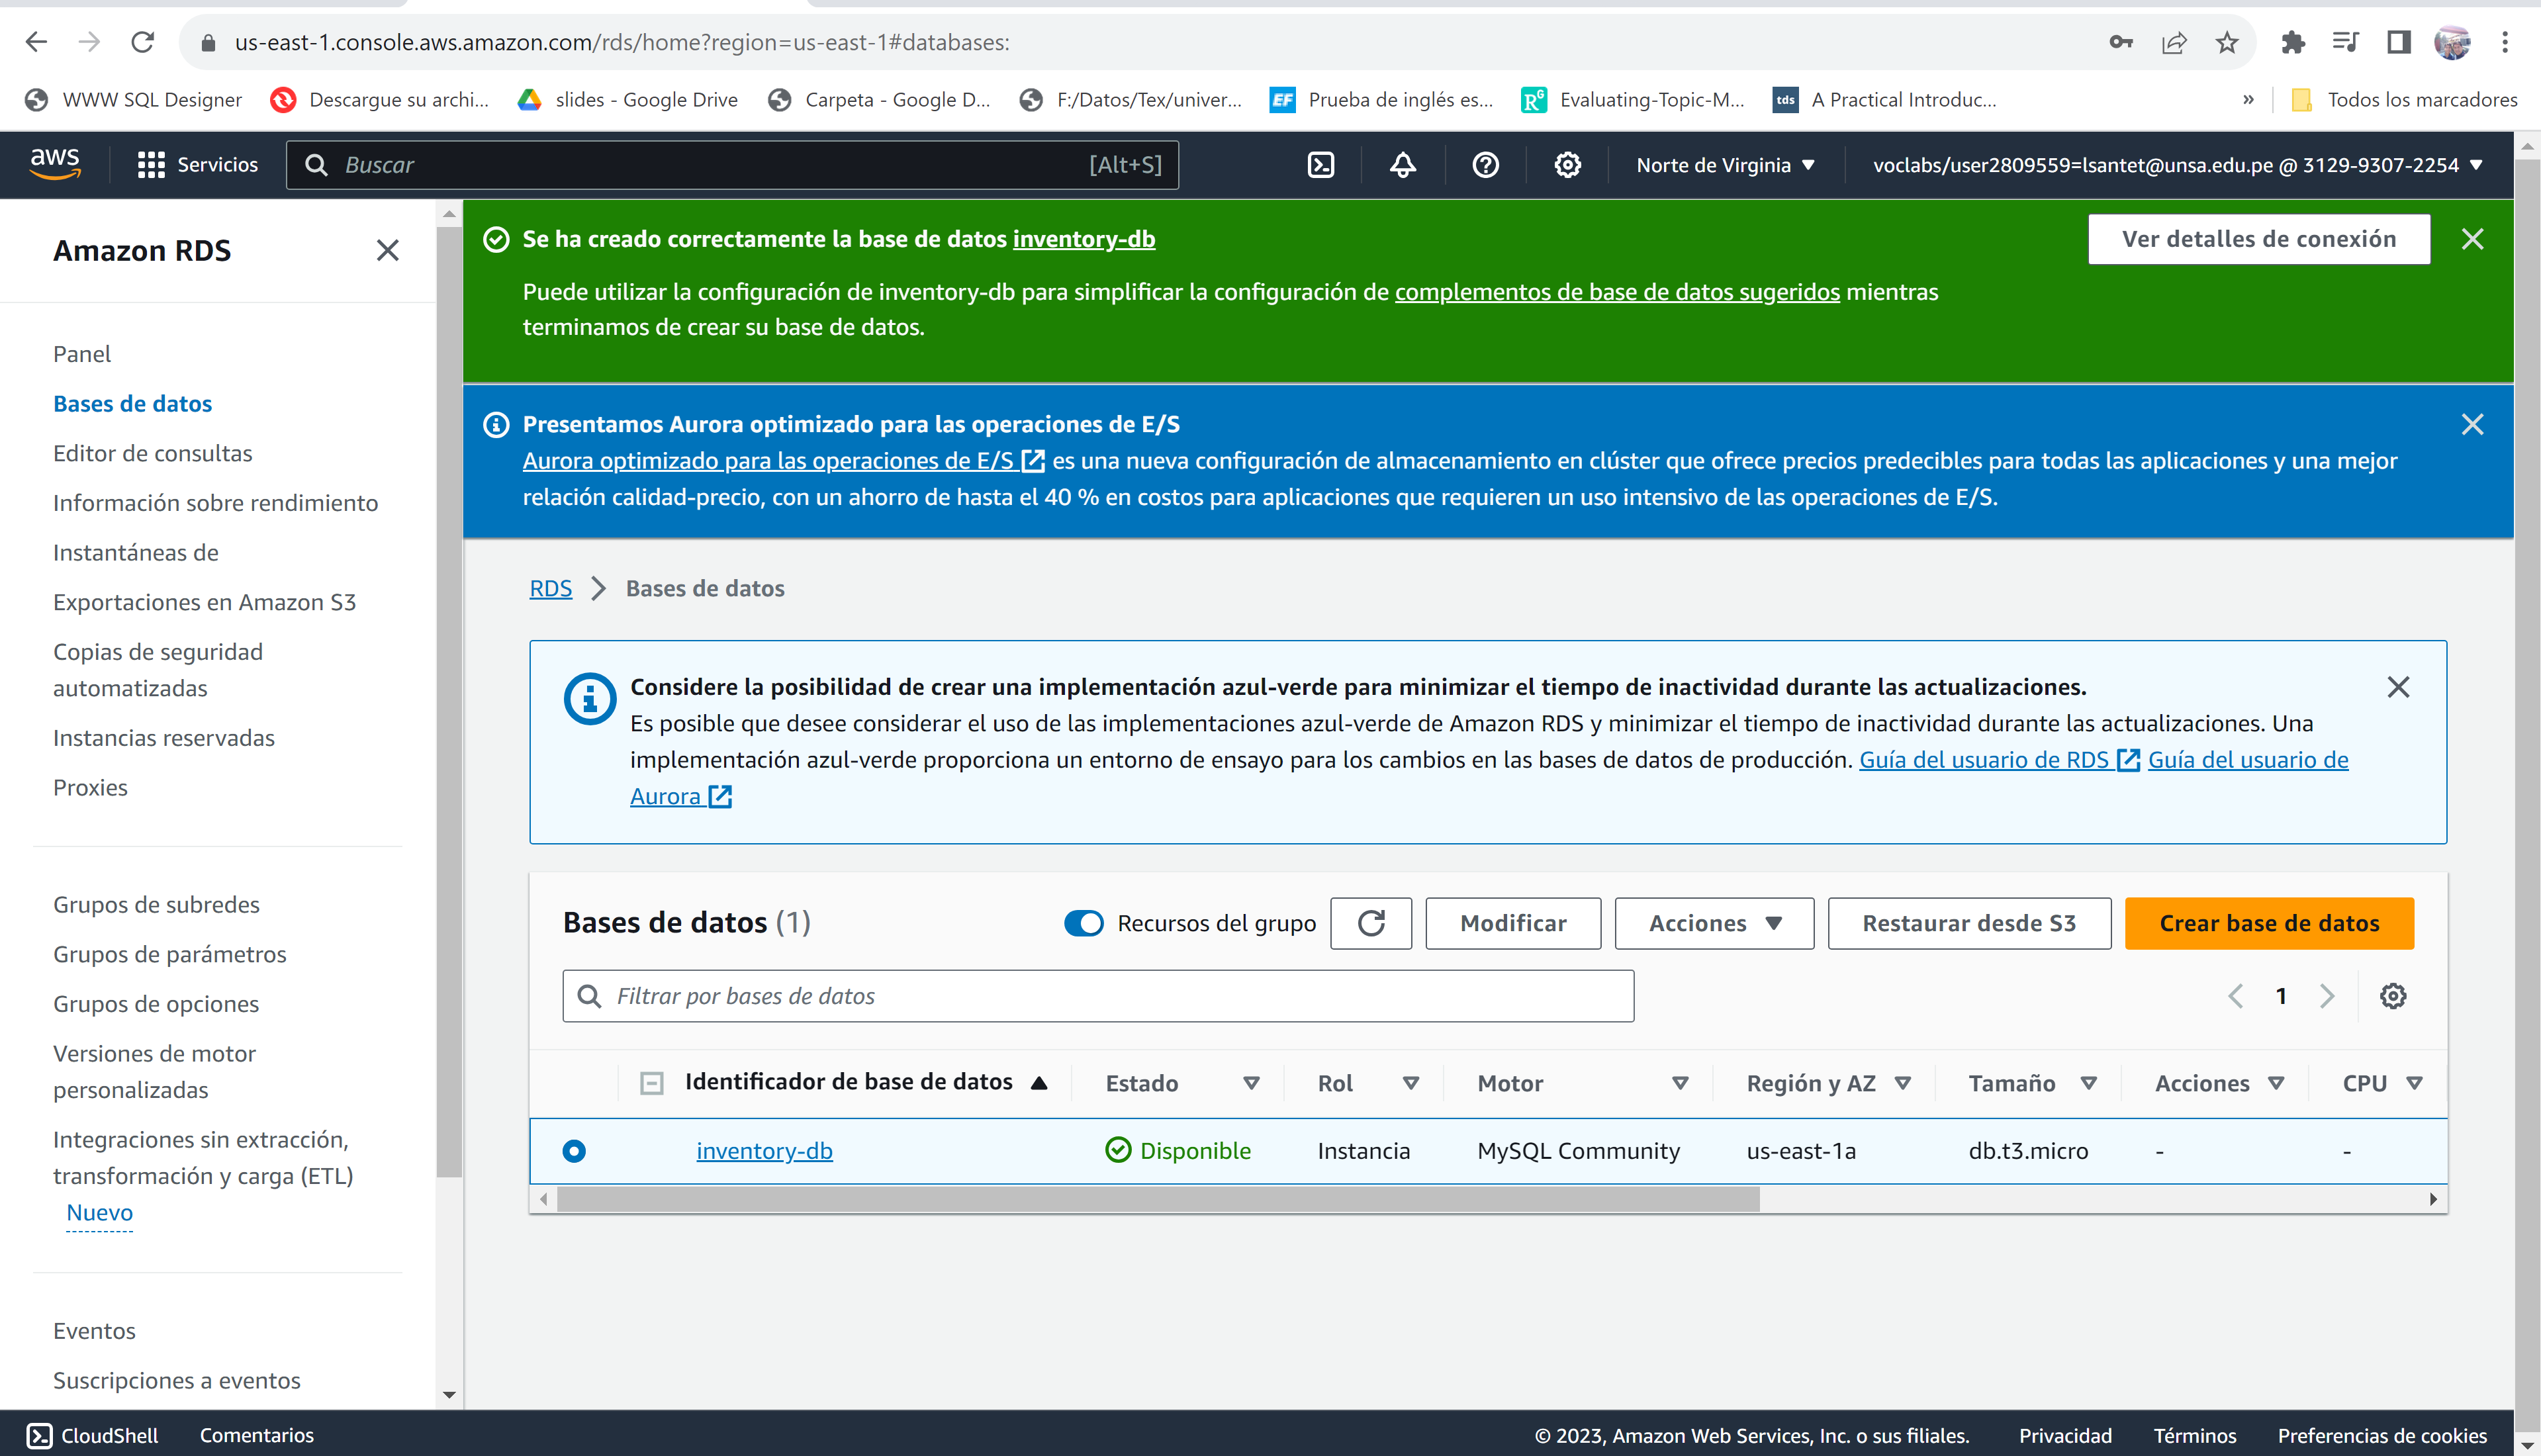 us-east-1.console.aws.amazon.com/rds/home?region=us-east-1#databases:
WWW SQL Designer
Descargue su archi...
slides - Google Drive
Carpeta - Google D...
F:/Datos/Tex/univer...
EF
Prueba de inglés es...
RG
Evaluating-Topic-M...
tds
A Practical Introduc...
»
Todos los marcadores
aws
Servicios
Buscar
[Alt+S]
Norte de Virginia
voclabs/user2809559=lsantet@unsa.edu.pe @ 3129-9307-2254
Amazon RDS
Panel
Bases de datos
Editor de consultas
Información sobre rendimiento
Instantáneas de
Exportaciones en Amazon S3
Copias de seguridad
automatizadas
Instancias reservadas
Proxies
Grupos de subredes
Grupos de parámetros
Grupos de opciones
Versiones de motor
personalizadas
Integraciones sin extracción,
transformación y carga (ETL)
Nuevo
Eventos
Suscripciones a eventos
Se ha creado correctamente la base de datos inventory-db
Ver detalles de conexión
Puede utilizar la configuración de inventory-db para simplificar la configuración de complementos de base de datos sugeridos mientras
terminamos de crear su base de datos.
Presentamos Aurora optimizado para las operaciones de E/S
Aurora optimizado para las operaciones de E/S es una nueva configuración de almacenamiento en clúster que ofrece precios predecibles para todas las aplicaciones y una mejor
relación calidad-precio, con un ahorro de hasta el 40 % en costos para aplicaciones que requieren un uso intensivo de las operaciones de E/S.
RDS > Bases de datos
Considere la posibilidad de crear una implementación azul-verde para minimizar el tiempo de inactividad durante las actualizaciones.
Es posible que desee considerar el uso de las implementaciones azul-verde de Amazon RDS y minimizar el tiempo de inactividad durante las actualizaciones. Una
implementación azul-verde proporciona un entorno de ensayo para los cambios en las bases de datos de producción. Guía del usuario de RDS Guía del usuario de
Aurora
Bases de datos (1)
Recursos del grupo
Modificar
Acciones
Restaurar desde S3
Crear base de datos
Filtrar por bases de datos
1
Identificador de base de datos
Estado
Rol
Motor
Región y AZ
Tamaño
Acciones
CPU
inventory-db
Disponible
Instancia
MySQL Community
us-east-1a
db.t3.micro
-
-
CloudShell
Comentarios
© 2023, Amazon Web Services, Inc. o sus filiales.
Privacidad
Términos
Preferencias de cookies